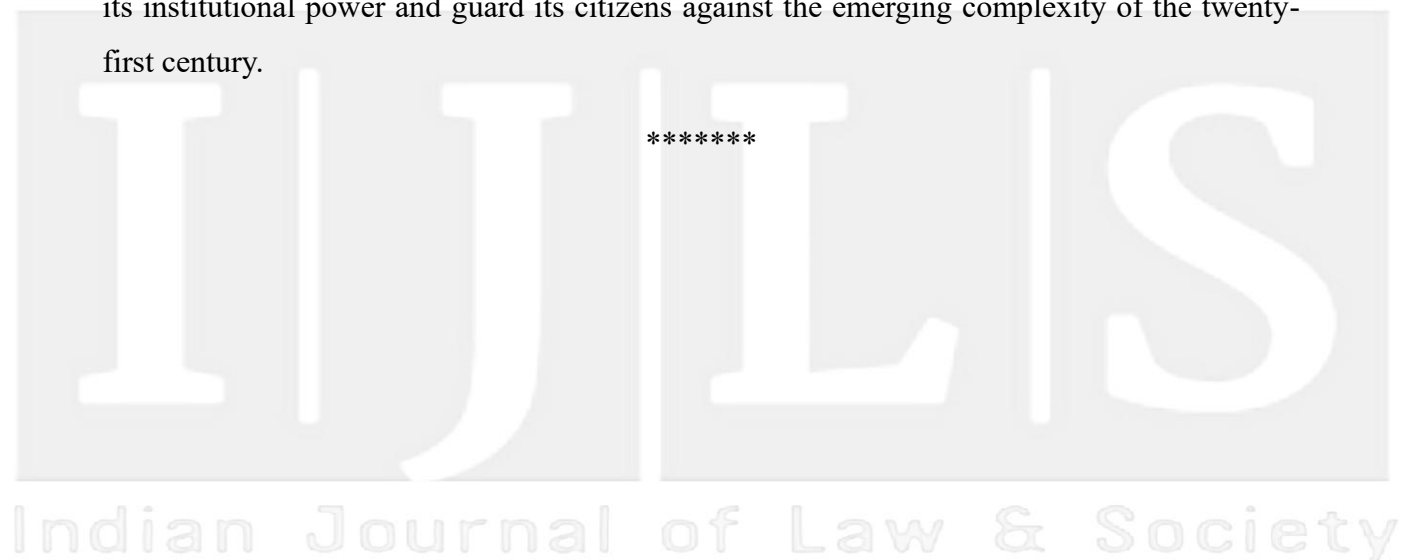 its institutional power and guard its citizens against the emerging complexity of the twenty-
first century.
*******
I J L S
Indian Journal of Law & Society